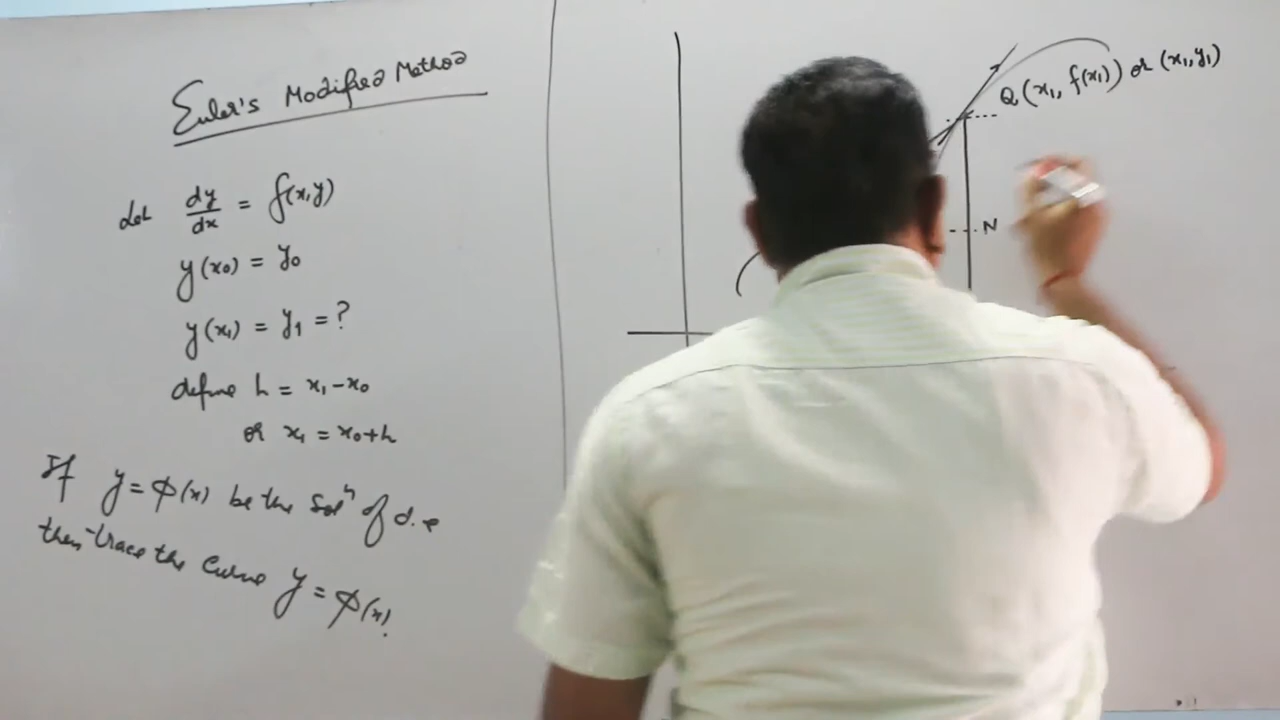 Euler's Modified Method
Let dy/dx = f(x,y)
y(x₀) = y₀
y(x₁) = y₁ = ?
define h = x₁-x₀
or x₁ = x₀+h
If y = φ(x) be the solⁿ of d.e
then trace the curve y = φ(x).
Q (x₁, f(x₁)) or (x₁,y₁)
N